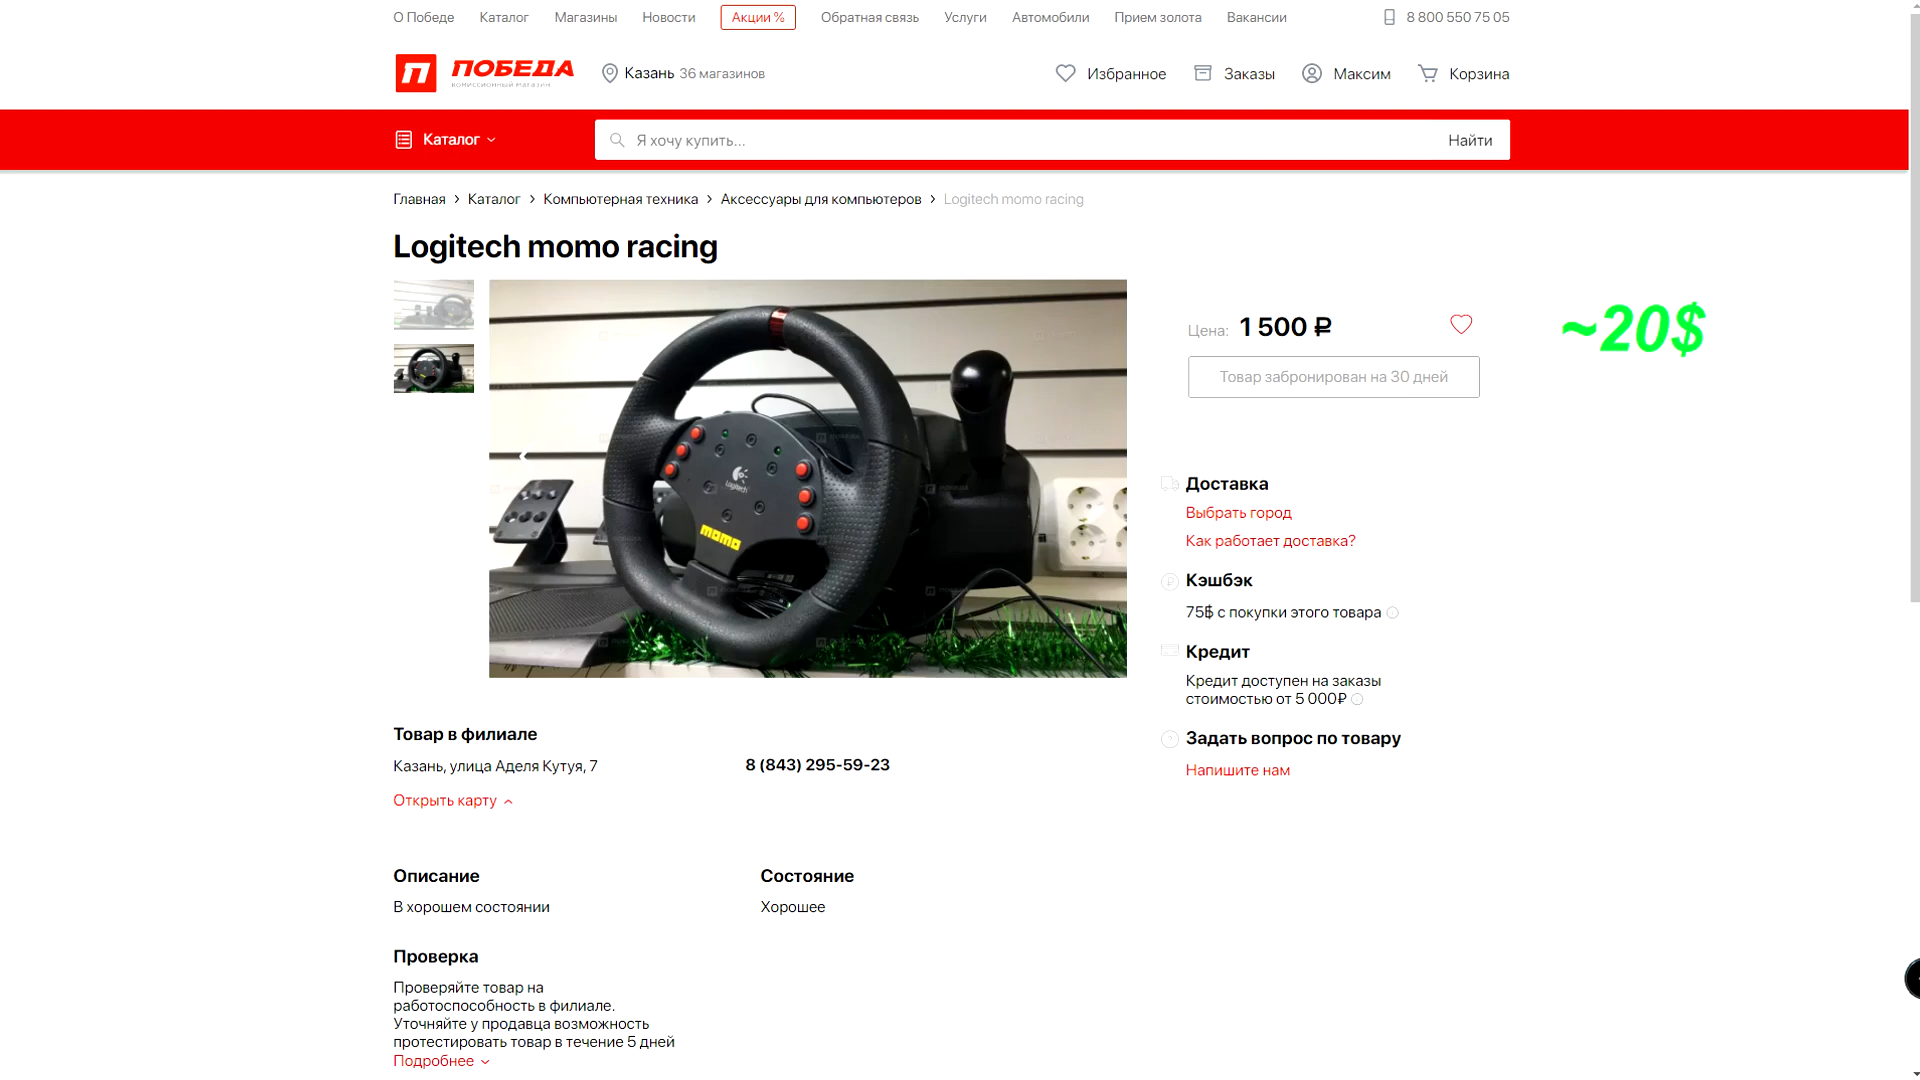 О Победе
Каталог
Магазины
Новости
Акции %
Обратная связь
Услуги
Автомобили
Прием золота
Вакансии
8 800 550 75 05
П
ПОБЕДА
КОМИССИОННЫЙ МАГАЗИН
Казань 36 магазинов
Избранное
Заказы
Максим
Корзина
Каталог
Я хочу купить...
Найти
Главная > Каталог > Компьютерная техника > Аксессуары для компьютеров > Logitech momo racing
Logitech momo racing
Logitech
momo
Цена: 1 500 ₽
~20$
Товар забронирован на 30 дней
Доставка
Выбрать город
Как работает доставка?
Кэшбэк
75฿ с покупки этого товара
Кредит
Кредит доступен на заказы
стоимостью от 5 000₽
Задать вопрос по товару
Напишите нам
Товар в филиале
Казань, улица Аделя Кутуя, 7
8 (843) 295-59-23
Открыть карту
Описание
В хорошем состоянии
Состояние
Хорошее
Проверка
Проверяйте товар на
работоспособность в филиале.
Уточняйте у продавца возможность
протестировать товар в течение 5 дней
Подробнее